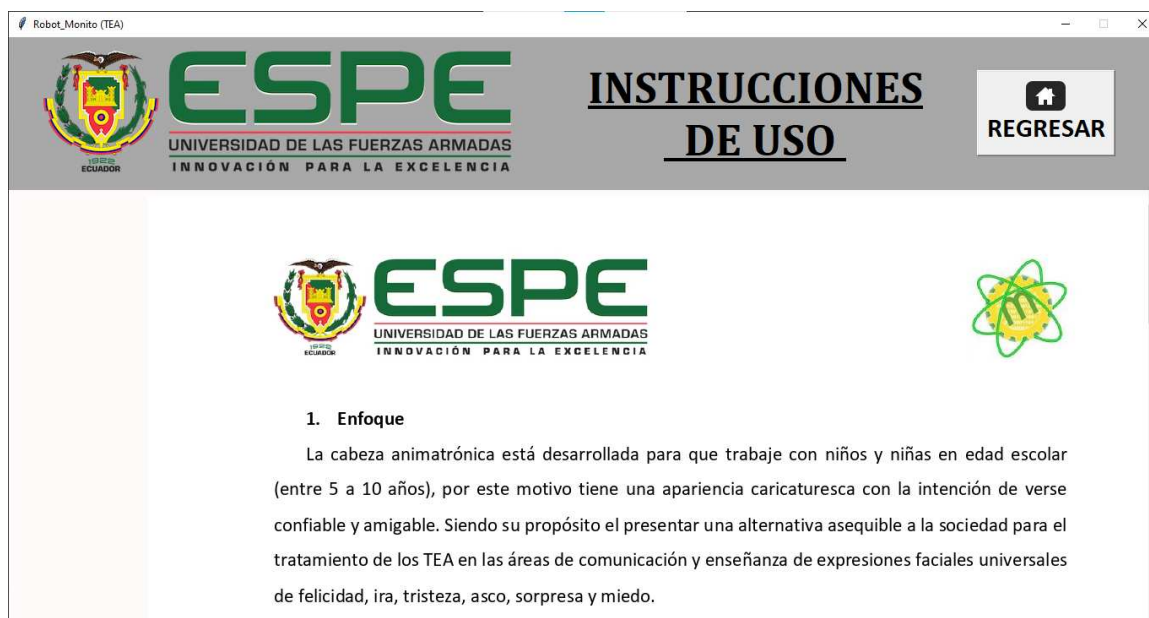 Robot_Monito (TEA)
ESPE
UNIVERSIDAD DE LAS FUERZAS ARMADAS
INNOVACIÓN PARA LA EXCELENCIA
1922
ECUADOR
INSTRUCCIONES
DE USO
REGRESAR
ESPE
UNIVERSIDAD DE LAS FUERZAS ARMADAS
INNOVACIÓN PARA LA EXCELENCIA
1922
ECUADOR
m
1. Enfoque
La cabeza animatrónica está desarrollada para que trabaje con niños y niñas en edad escolar
(entre 5 a 10 años), por este motivo tiene una apariencia caricaturesca con la intención de verse
confiable y amigable. Siendo su propósito el presentar una alternativa asequible a la sociedad para el
tratamiento de los TEA en las áreas de comunicación y enseñanza de expresiones faciales universales
de felicidad, ira, tristeza, asco, sorpresa y miedo.